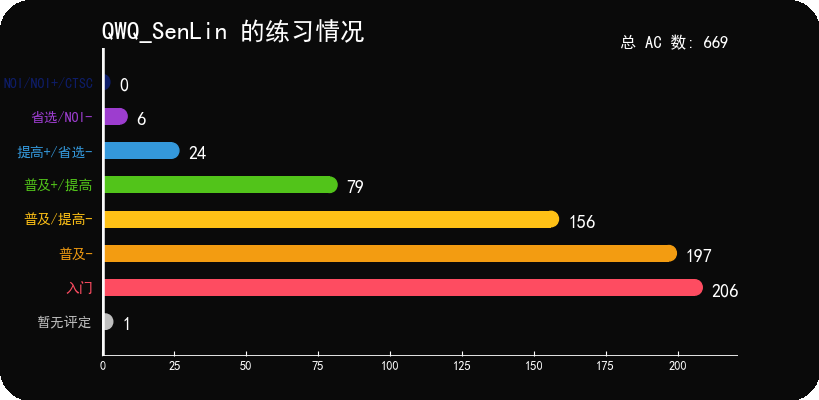 QWQ_SenLin 的练习情况
总 AC 数: 669
NOI/NOI+/CTSC 0
省选/NOI- 6
提高+/省选- 24
普及+/提高 79
普及/提高- 156
普及- 197
入门 206
暂无评定 1
0 25 50 75 100 125 150 175 200